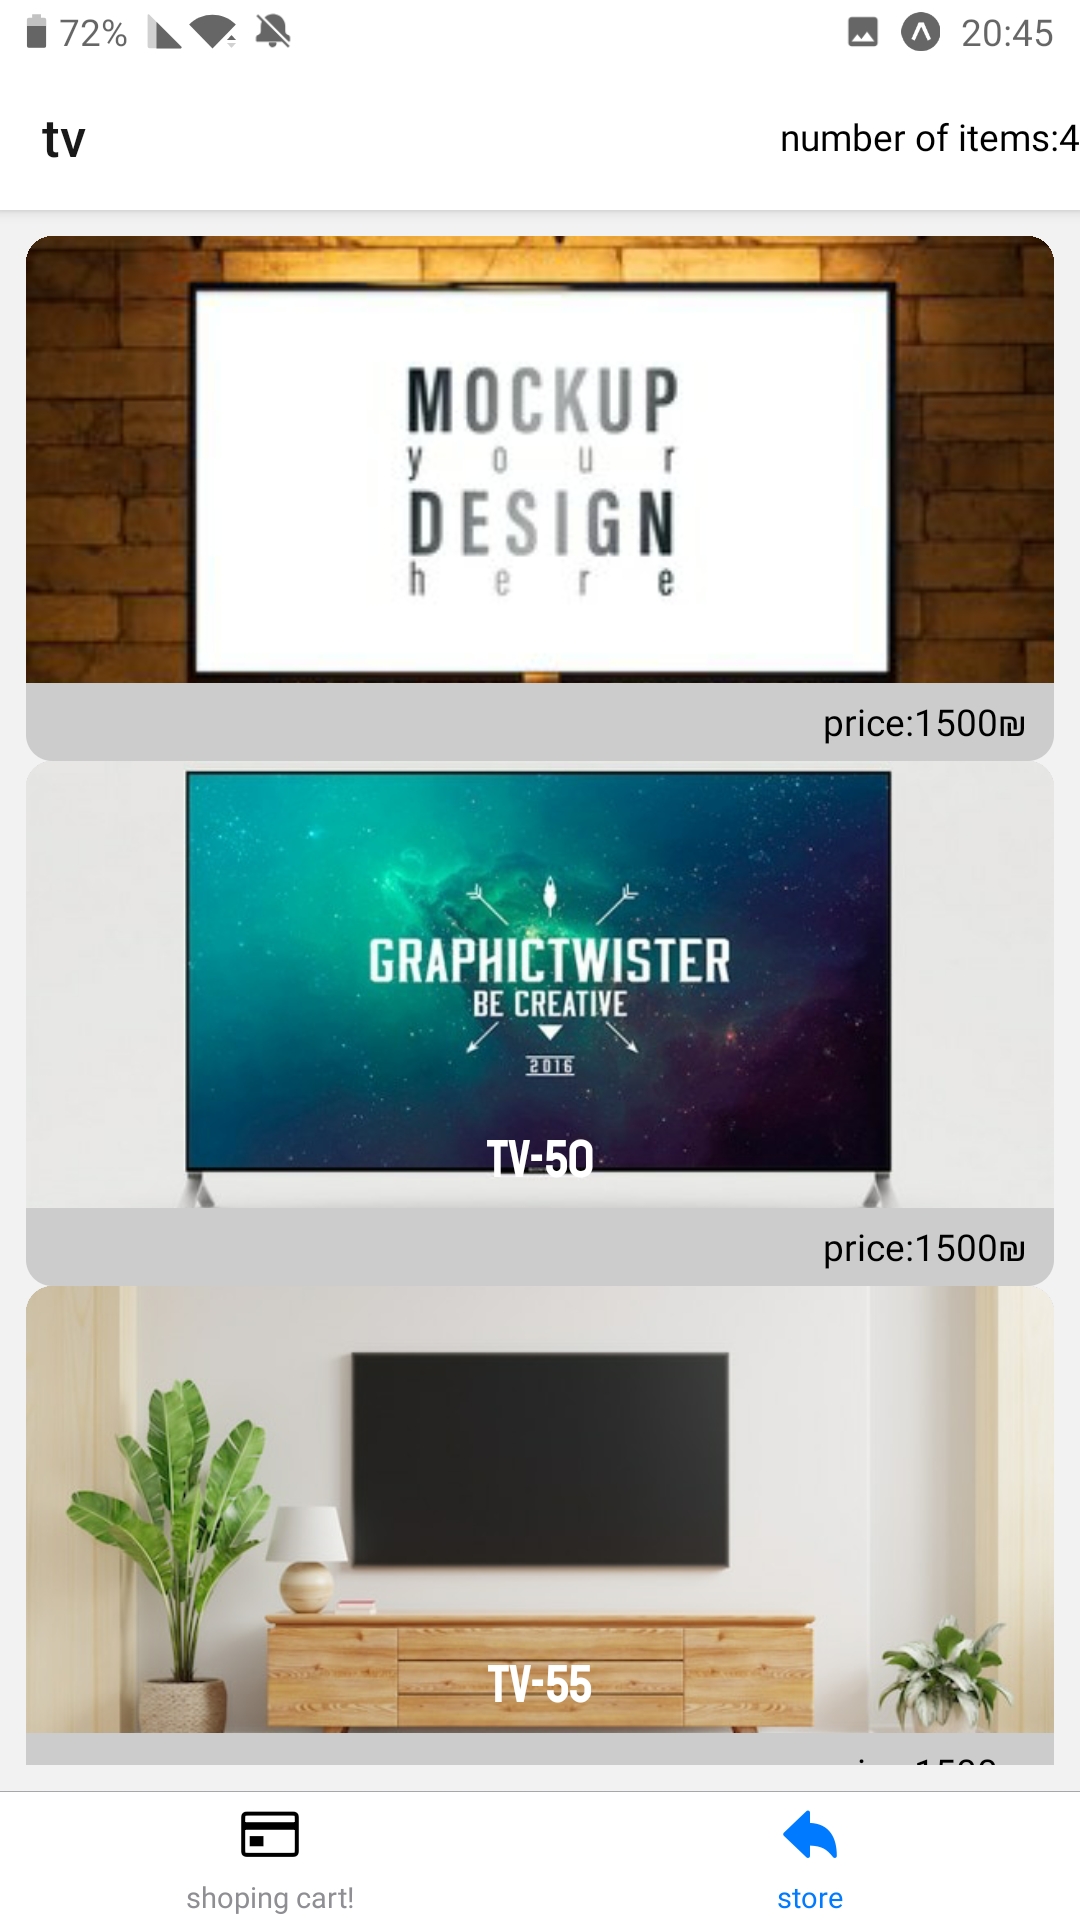 72%
20:45
tv
number of items:4
MOCKUP
your
DESIGN
here
price:1500₪
GRAPHICTWISTER
BE CREATIVE
2016
TV-50
price:1500₪
TV-55
shoping cart!
store